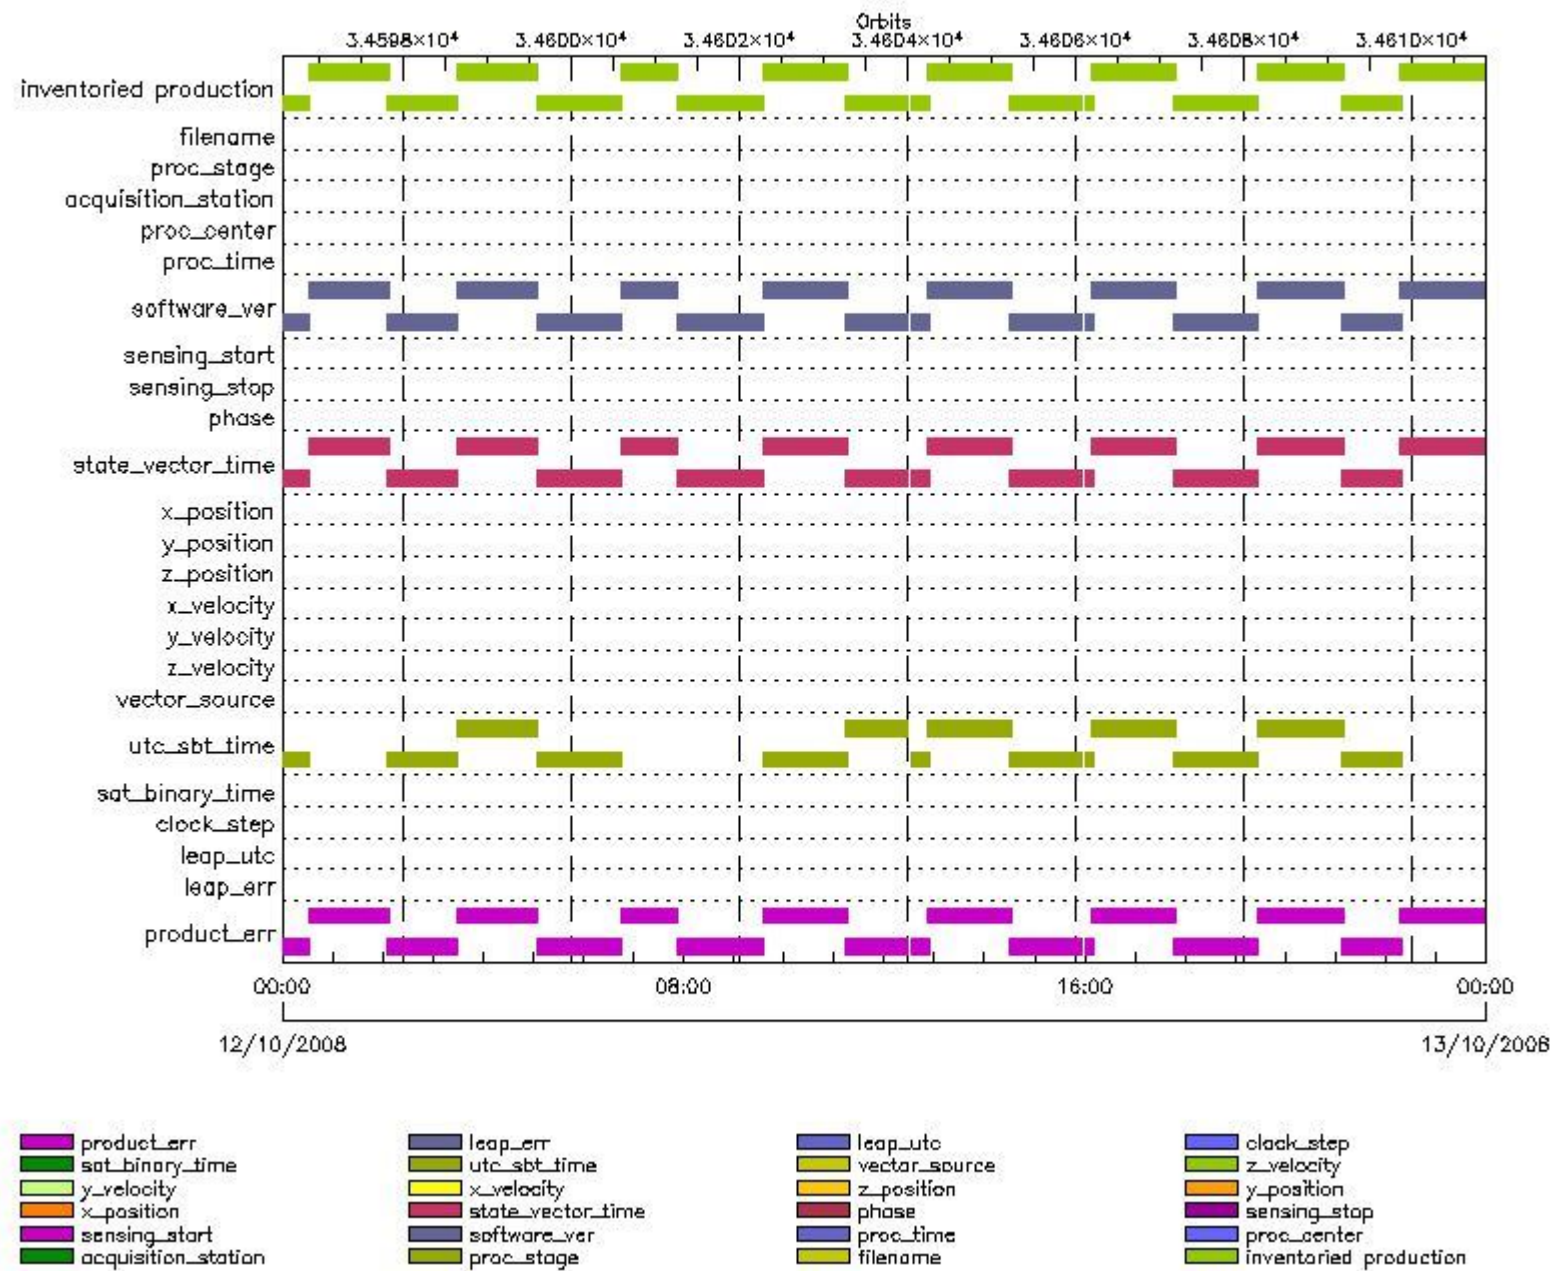 Orbits
3.4598×10⁴ 3.4600×10⁴ 3.4602×10⁴ 3.4604×10⁴ 3.4606×10⁴ 3.4608×10⁴ 3.4610×10⁴
inventoried production
filename
proc_stage
acquisition_station
proc_center
proc_time
software_ver
sensing_start
sensing_stop
phase
state_vector_time
x_position
y_position
z_position
x_velocity
y_velocity
z_velocity
vector_source
utc_sbt_time
sat_binary_time
clock_step
leap_utc
leap_err
product_err
00:00 08:00 16:00 00:00
12/10/2008 13/10/2008
product_err leap_err leap_utc clock_step
sat_binary_time utc_sbt_time vector_source z_velocity
y_velocity x_velocity z_position y_position
x_position state_vector_time phase sensing_stop
sensing_start software_ver proc_time proc_center
acquisition_station proc_stage filename inventoried production